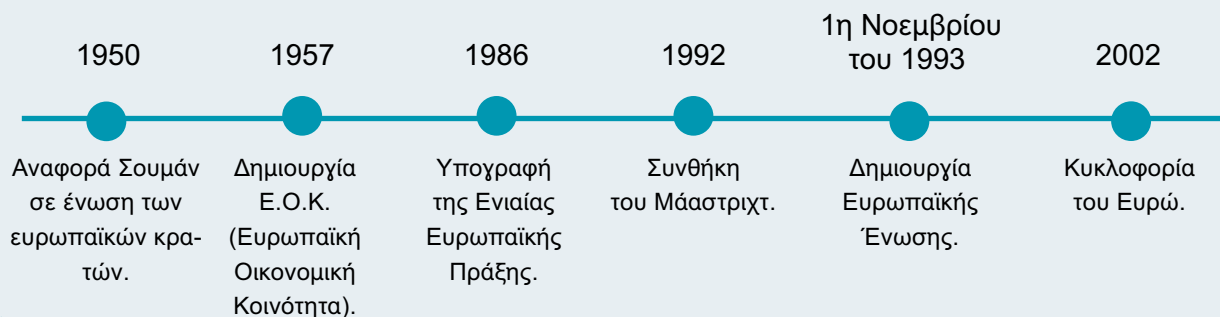 1950
Αναφορά Σουμάν
σε ένωση των
ευρωπαϊκών κρα-
τών.
1957
Δημιουργία
Ε.Ο.Κ.
(Ευρωπαϊκή
Οικονομική
Κοινότητα).
1986
Υπογραφή
της Ενιαίας
Ευρωπαϊκής
Πράξης.
1992
Συνθήκη
του Μάαστριχτ.
1η Νοεμβρίου
του 1993
Δημιουργία
Ευρωπαϊκής
Ένωσης.
2002
Κυκλοφορία
του Ευρώ.